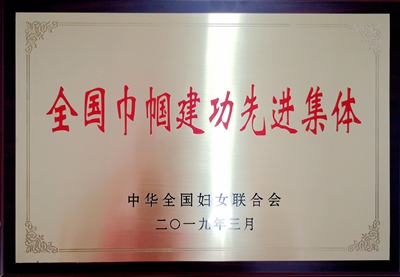 全国巾帼建功先进集体
中华全国妇女联合会
二〇一九年三月